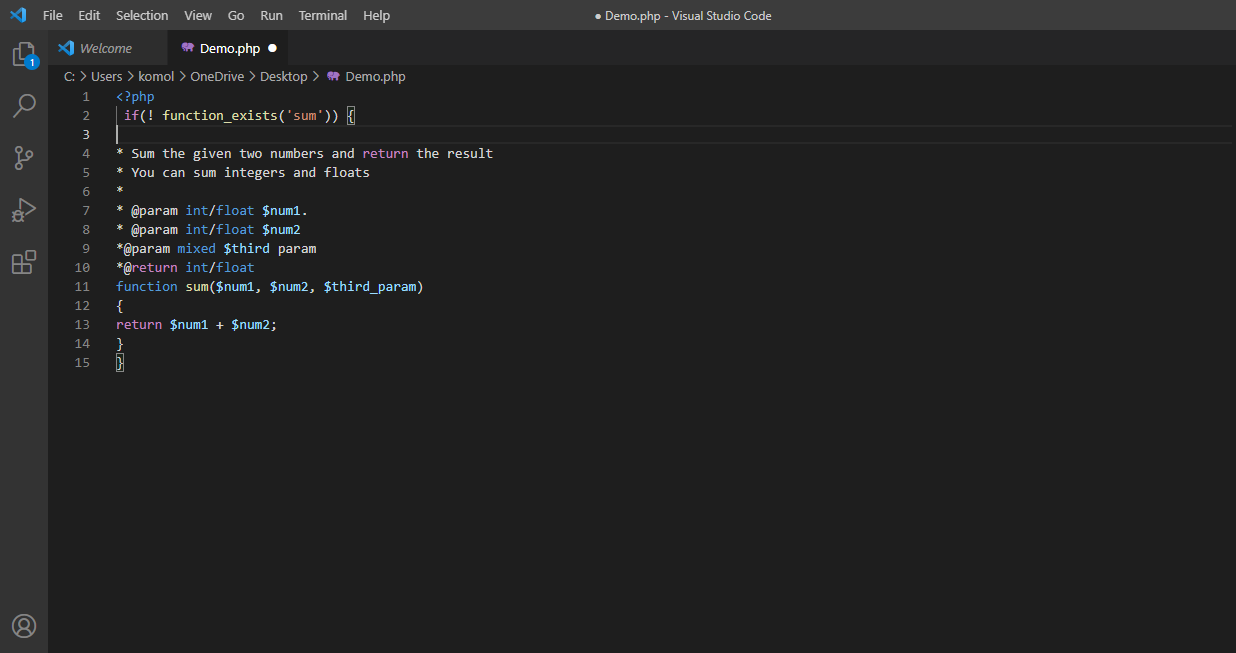 File Edit Selection View Go Run Terminal Help ● Demo.php - Visual Studio Code
Welcome Demo.php ●
C: > Users > komol > OneDrive > Desktop > Demo.php
1
1 <?php
2 if(! function_exists('sum')) {
3
4 * Sum the given two numbers and return the result
5 * You can sum integers and floats
6 *
7 * @param int/float $num1.
8 * @param int/float $num2
9 *@param mixed $third param
10 *@return int/float
11 function sum($num1, $num2, $third_param)
12 {
13 return $num1 + $num2;
14 }
15 }